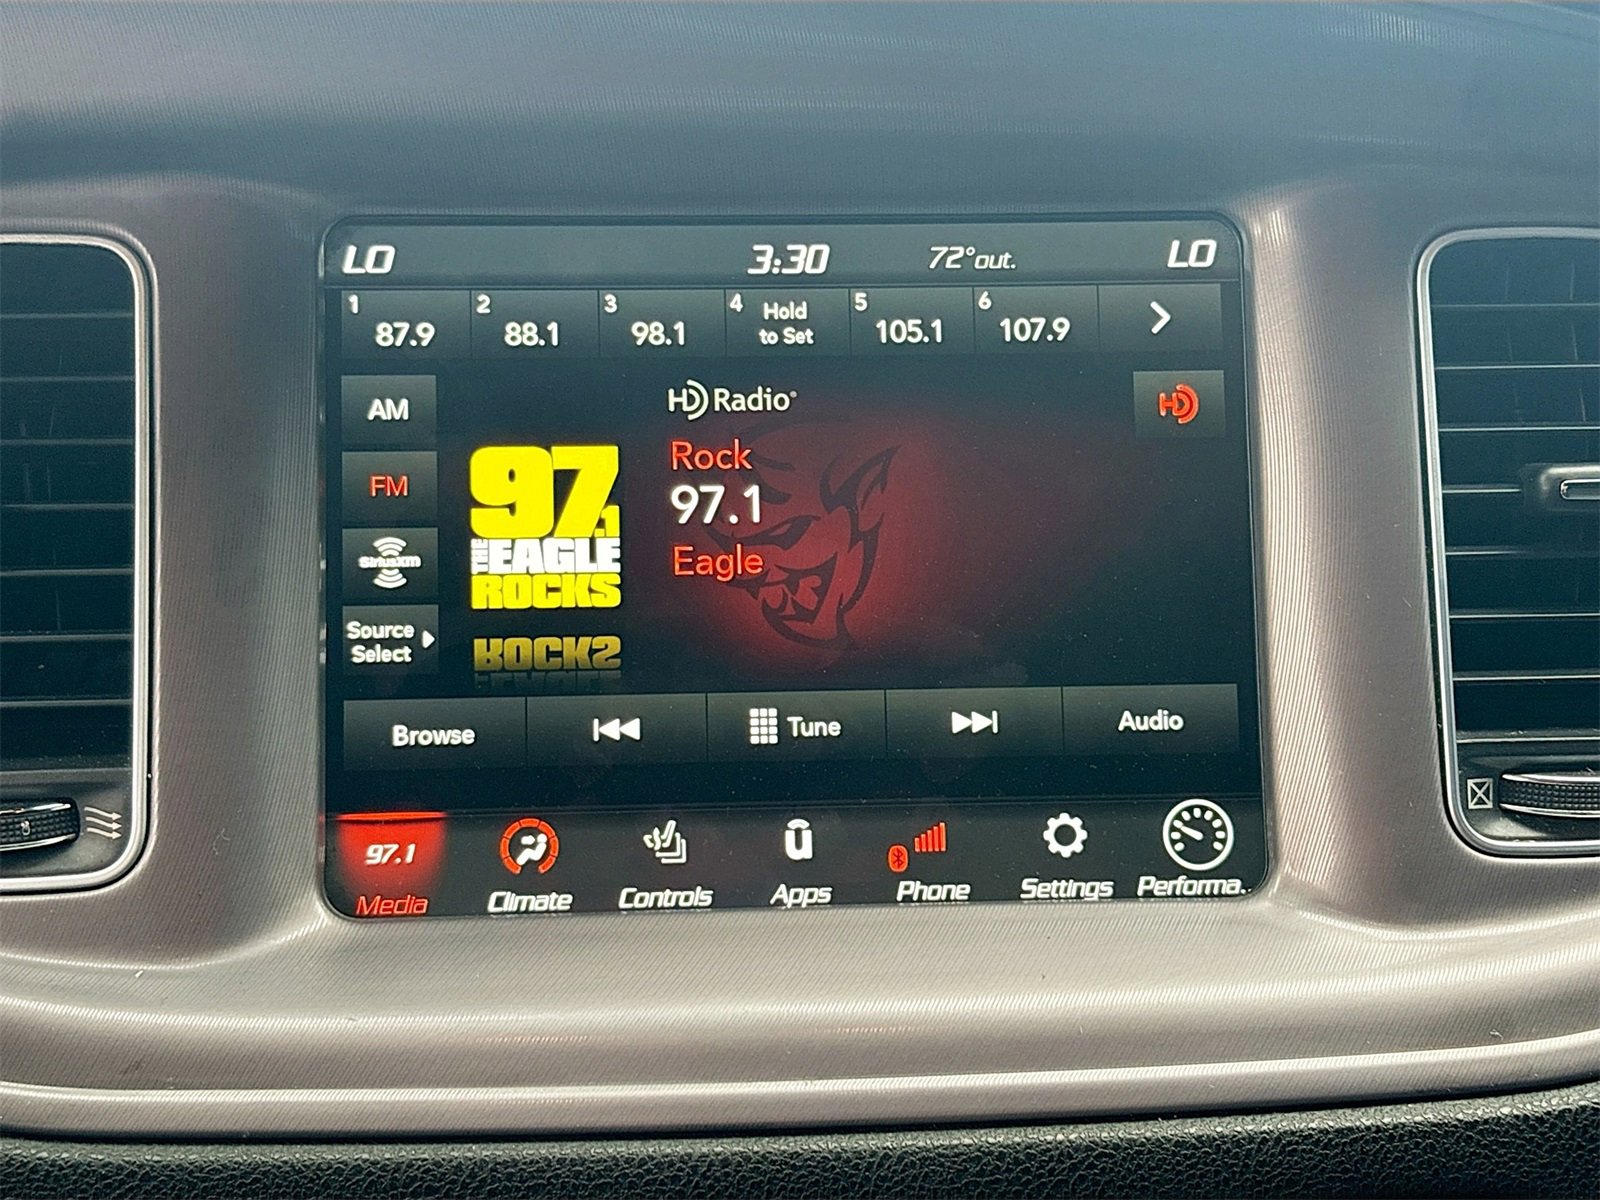 LO 3:30 72°out. LO
1 87.9 2 88.1 3 98.1 4 Hold to Set 5 105.1 6 107.9
AM
HD Radio
HD
FM
Rock
97.1
Eagle
97.1
THE EAGLE
ROCKS
SiriusXM
Source
Select
Browse Tune Audio
97.1
Media Climate Controls Apps Phone Settings Performa..